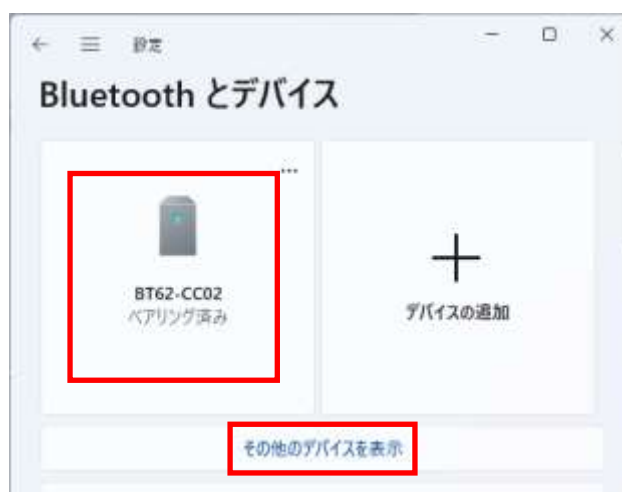 設定
Bluetooth とデバイス
BT62-CC02
ペアリング済み
デバイスの追加
その他のデバイスを表示